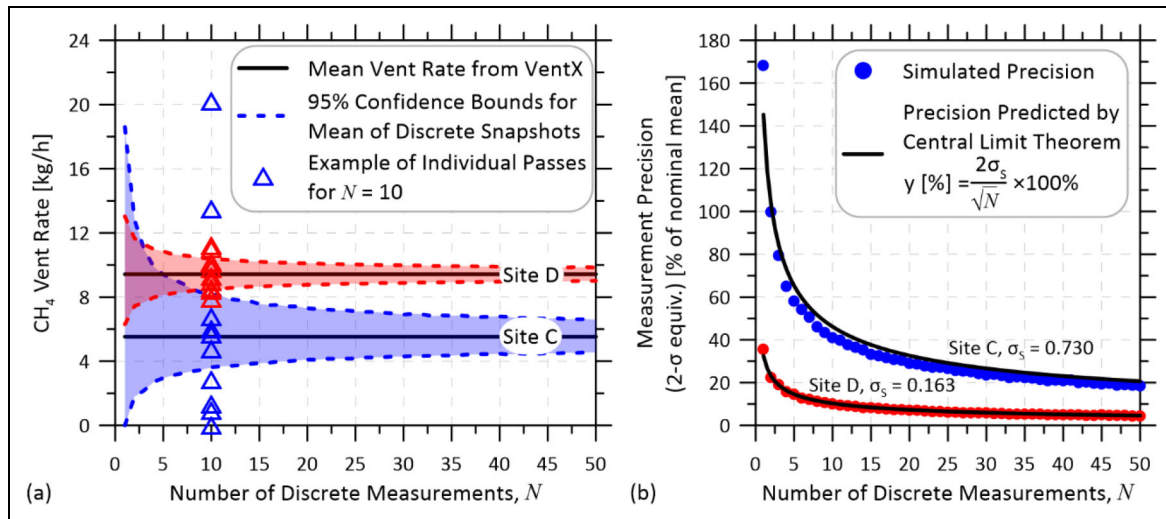 24
20
16
12
8
4
0
CH₄ Vent Rate [kg/h]
Mean Vent Rate from VentX
95% Confidence Bounds for
Mean of Discrete Snapshots
Example of Individual Passes
for N = 10
Site D
Site C
0 5 10 15 20 25 30 35 40 45 50
(a) Number of Discrete Measurements, N
180
160
140
120
100
80
60
40
20
0
Measurement Precision
(2-σ equiv.) [% of nominal mean]
Simulated Precision
Precision Predicted by
Central Limit Theorem
y [%] = 2σₛ/√N ×100%
Site C, σₛ = 0.730
Site D, σₛ = 0.163
0 5 10 15 20 25 30 35 40 45 50
(b) Number of Discrete Measurements, N